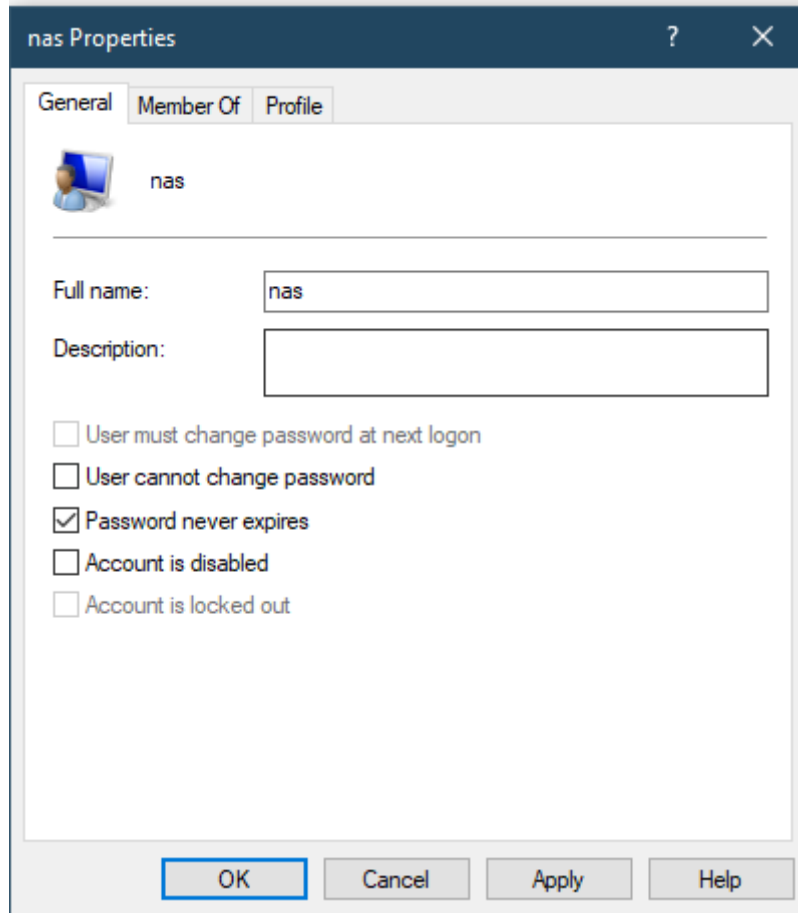 nas Properties
?
General
Member Of
Profile
nas
Full name:
nas
Description:
User must change password at next logon
User cannot change password
Password never expires
Account is disabled
Account is locked out
OK
Cancel
Apply
Help